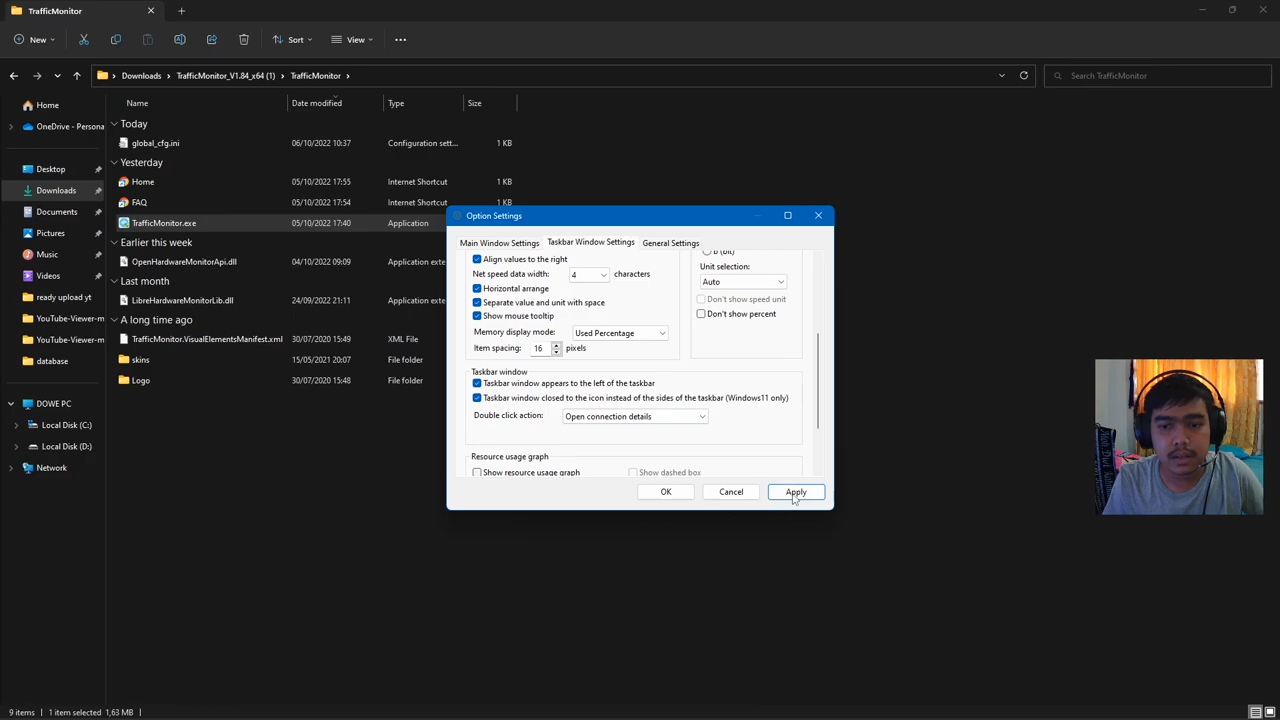 TrafficMonitor
New
Sort
View
Downloads
TrafficMonitor_V1.84_x64 (1)
TrafficMonitor
Search TrafficMonitor
Home
OneDrive - Persona
Desktop
Downloads
Documents
Pictures
Music
Videos
ready upload yt
YouTube-Viewer-m
YouTube-Viewer-m
database
DOWE PC
Local Disk (C:)
Local Disk (D:)
Network
Name
Date modified
Type
Size
Today
global_cfg.ini
06/10/2022 10:37
Configuration sett...
1 KB
Yesterday
Home
05/10/2022 17:55
Internet Shortcut
1 KB
FAQ
05/10/2022 17:54
Internet Shortcut
1 KB
TrafficMonitor.exe
05/10/2022 17:40
Application
Earlier this week
OpenHardwareMonitorApi.dll
04/10/2022 09:09
Application exte
Last month
LibreHardwareMonitorLib.dll
24/09/2022 21:11
Application exte
A long time ago
TrafficMonitor.VisualElementsManifest.xml
30/07/2020 15:49
XML File
skins
15/05/2021 20:07
File folder
Logo
30/07/2020 15:48
File folder
Option Settings
Main Window Settings
Taskbar Window Settings
General Settings
Align values to the right
Net speed data width:
4
characters
Horizontal arrange
Separate value and unit with space
Show mouse tooltip
Memory display mode:
Used Percentage
Item spacing:
16
pixels
b (bit)
Unit selection:
Auto
Don't show speed unit
Don't show percent
Taskbar window
Taskbar window appears to the left of the taskbar
Taskbar window closed to the icon instead of the sides of the taskbar (Windows11 only)
Double click action:
Open connection details
Resource usage graph
Show resource usage graph
Show dashed box
OK
Cancel
Apply
9 items
1 item selected 1,63 MB